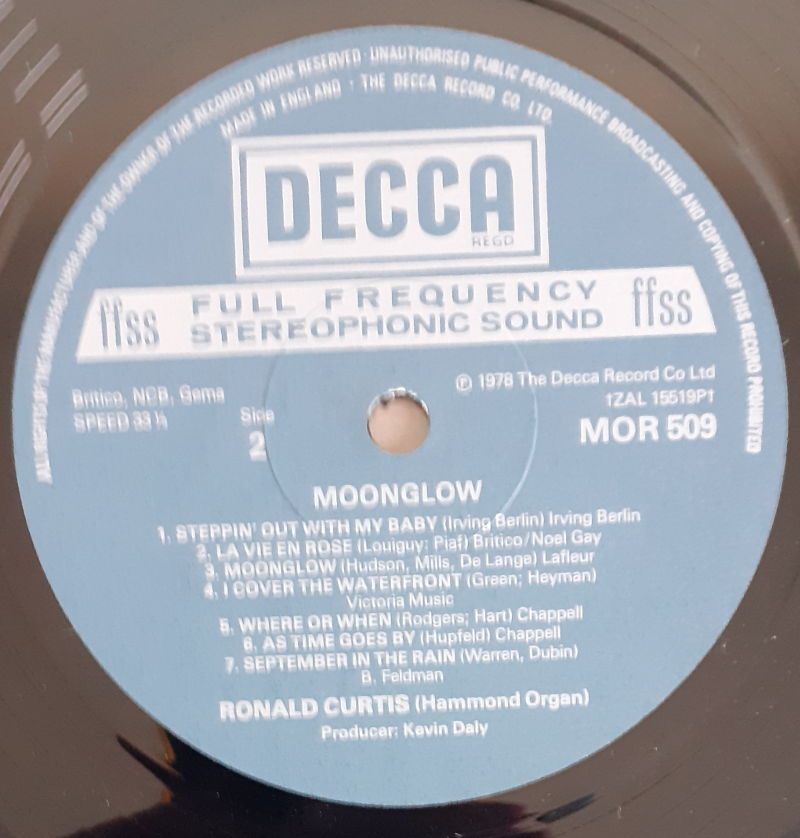 ALL RIGHTS OF THE MANUFACTURER AND OF THE OWNER OF THE RECORDED WORK RESERVED · UNAUTHORISED PUBLIC PERFORMANCE BROADCASTING AND COPYING OF THIS RECORD PROHIBITED
MADE IN ENGLAND · THE DECCA RECORD CO. LTD.
DECCA
REGD
ffss FULL FREQUENCY STEREOPHONIC SOUND ffss
Britico, NCB, Gema
SPEED 33⅓
Side
2
℗ 1978 The Decca Record Co Ltd
†ZAL 15519P†
MOR 509
MOONGLOW
1. STEPPIN' OUT WITH MY BABY (Irving Berlin) Irving Berlin
2. LA VIE EN ROSE (Louiguy: Piaf) Britico/Noel Gay
3. MOONGLOW (Hudson, Mills, De Lange) Lafleur
4. I COVER THE WATERFRONT (Green; Heyman)
Victoria Music
5. WHERE OR WHEN (Rodgers; Hart) Chappell
6. AS TIME GOES BY (Hupfeld) Chappell
7. SEPTEMBER IN THE RAIN (Warren, Dubin)
B. Feldman
RONALD CURTIS (Hammond Organ)
Producer: Kevin Daly